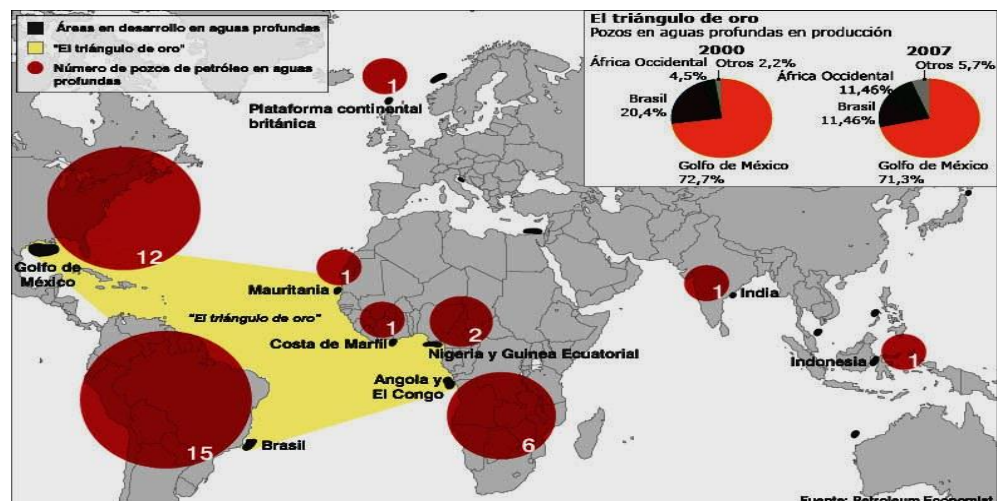 Áreas en desarrollo en aguas profundas
"El triángulo de oro"
Número de pozos de petróleo en aguas
profundas
El triángulo de oro
Pozos en aguas profundas en producción
2000
África Occidental
4,5%
Otros 2,2%
Brasil
20,4%
Golfo de México
72,7%
2007
Otros 5,7%
África Occidental
11,46%
Brasil
11,46%
Golfo de México
71,3%
1
Plataforma continental
británica
12
Golfo de
México
1
Mauritania
"El triángulo de oro"
1
Costa de Marfil
2
Nigeria y Guinea Ecuatorial
1
India
Indonesia
1
Angola y
El Congo
6
15
Brasil
Fuente: Petroleum Economist